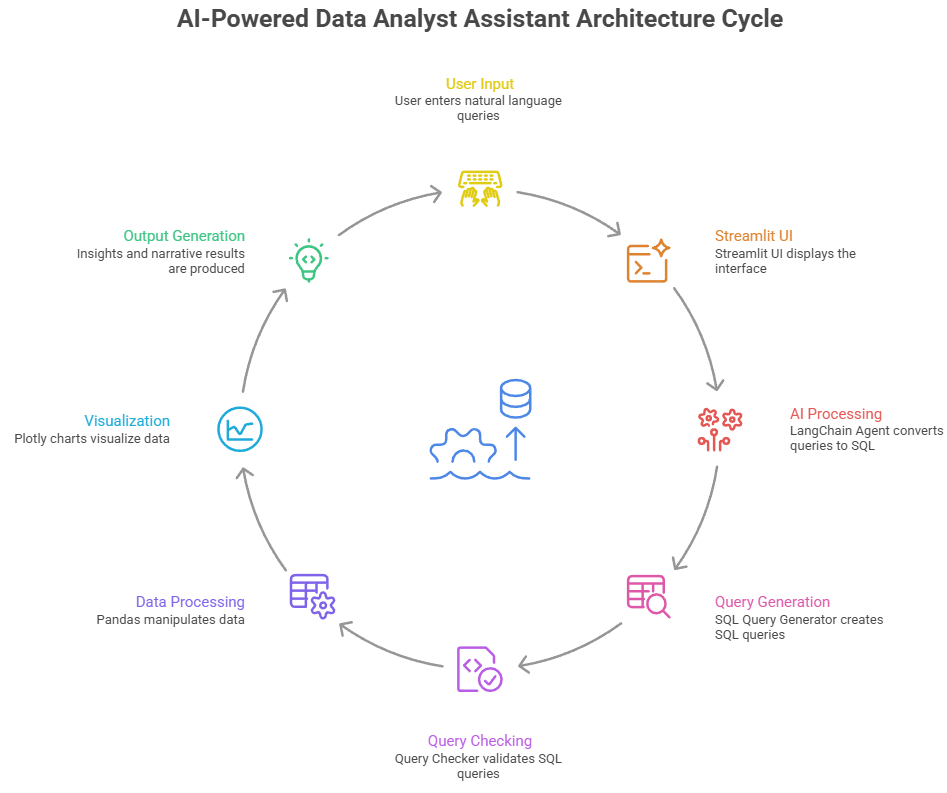 AI-Powered Data Analyst Assistant Architecture Cycle
User Input
User enters natural language
queries
Streamlit UI
Streamlit UI displays the
interface
AI Processing
LangChain Agent converts
queries to SQL
Query Generation
SQL Query Generator creates
SQL queries
Query Checking
Query Checker validates SQL
queries
Data Processing
Pandas manipulates data
Visualization
Plotly charts visualize data
Output Generation
Insights and narrative results
are produced